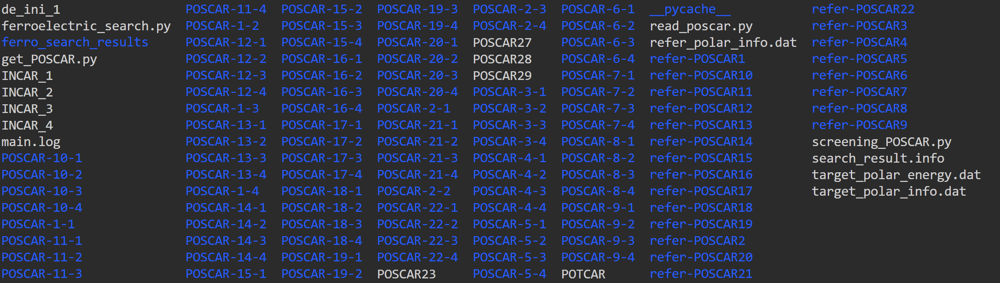 de_ini_1 POSCAR-11-4 POSCAR-15-2 POSCAR-19-3 POSCAR-2-3 POSCAR-6-1 __pycache__ refer-POSCAR22
ferroelectric_search.py POSCAR-1-2 POSCAR-15-3 POSCAR-19-4 POSCAR-2-4 POSCAR-6-2 read_poscar.py refer-POSCAR3
ferro_search_results POSCAR-12-1 POSCAR-15-4 POSCAR-20-1 POSCAR27 POSCAR-6-3 refer_polar_info.dat refer-POSCAR4
get_POSCAR.py POSCAR-12-2 POSCAR-16-1 POSCAR-20-2 POSCAR28 POSCAR-6-4 refer-POSCAR1 refer-POSCAR5
INCAR_1 POSCAR-12-3 POSCAR-16-2 POSCAR-20-3 POSCAR29 POSCAR-7-1 refer-POSCAR10 refer-POSCAR6
INCAR_2 POSCAR-12-4 POSCAR-16-3 POSCAR-20-4 POSCAR-3-1 POSCAR-7-2 refer-POSCAR11 refer-POSCAR7
INCAR_3 POSCAR-1-3 POSCAR-16-4 POSCAR-2-1 POSCAR-3-2 POSCAR-7-3 refer-POSCAR12 refer-POSCAR8
INCAR_4 POSCAR-13-1 POSCAR-17-1 POSCAR-21-1 POSCAR-3-3 POSCAR-7-4 refer-POSCAR13 refer-POSCAR9
main.log POSCAR-13-2 POSCAR-17-2 POSCAR-21-2 POSCAR-3-4 POSCAR-8-1 refer-POSCAR14 screening_POSCAR.py
POSCAR-10-1 POSCAR-13-3 POSCAR-17-3 POSCAR-21-3 POSCAR-4-1 POSCAR-8-2 refer-POSCAR15 search_result.info
POSCAR-10-2 POSCAR-13-4 POSCAR-17-4 POSCAR-21-4 POSCAR-4-2 POSCAR-8-3 refer-POSCAR16 target_polar_energy.dat
POSCAR-10-3 POSCAR-1-4 POSCAR-18-1 POSCAR-2-2 POSCAR-4-3 POSCAR-8-4 refer-POSCAR17 target_polar_info.dat
POSCAR-10-4 POSCAR-14-1 POSCAR-18-2 POSCAR-22-1 POSCAR-4-4 POSCAR-9-1 refer-POSCAR18
POSCAR-1-1 POSCAR-14-2 POSCAR-18-3 POSCAR-22-2 POSCAR-5-1 POSCAR-9-2 refer-POSCAR19
POSCAR-11-1 POSCAR-14-3 POSCAR-18-4 POSCAR-22-3 POSCAR-5-2 POSCAR-9-3 refer-POSCAR2
POSCAR-11-2 POSCAR-14-4 POSCAR-19-1 POSCAR-22-4 POSCAR-5-3 POSCAR-9-4 refer-POSCAR20
POSCAR-11-3 POSCAR-15-1 POSCAR-19-2 POSCAR23 POSCAR-5-4 POTCAR refer-POSCAR21